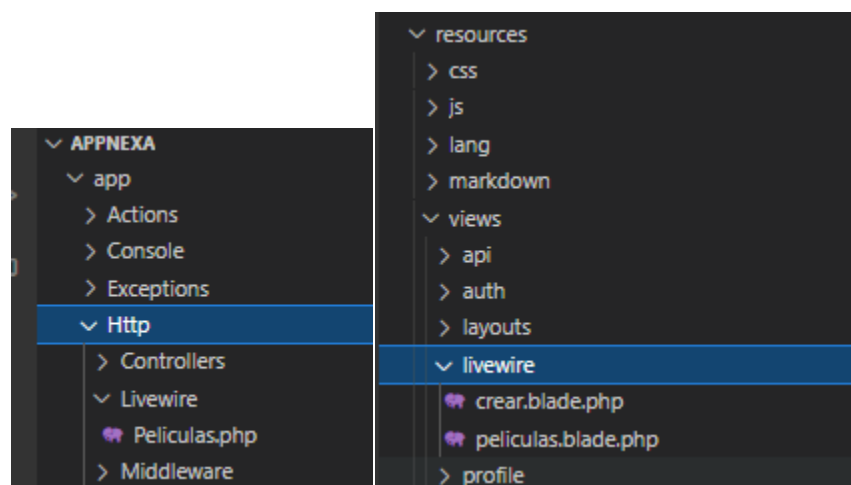 APPNEXA
app
Actions
Console
Exceptions
Http
Controllers
Livewire
Peliculas.php
Middleware
resources
css
js
lang
markdown
views
api
auth
layouts
livewire
crear.blade.php
peliculas.blade.php
profile